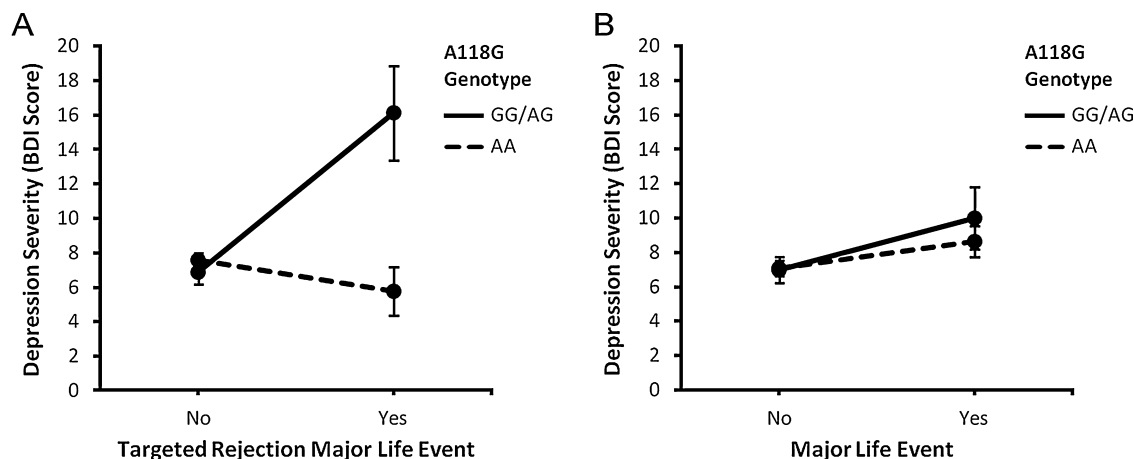 A
Depression Severity (BDI Score)
20
18
16
14
12
10
8
6
4
2
0
No
Yes
Targeted Rejection Major Life Event
A118G
Genotype
GG/AG
AA
B
Depression Severity (BDI Score)
20
18
16
14
12
10
8
6
4
2
0
No
Yes
Major Life Event
A118G
Genotype
GG/AG
AA